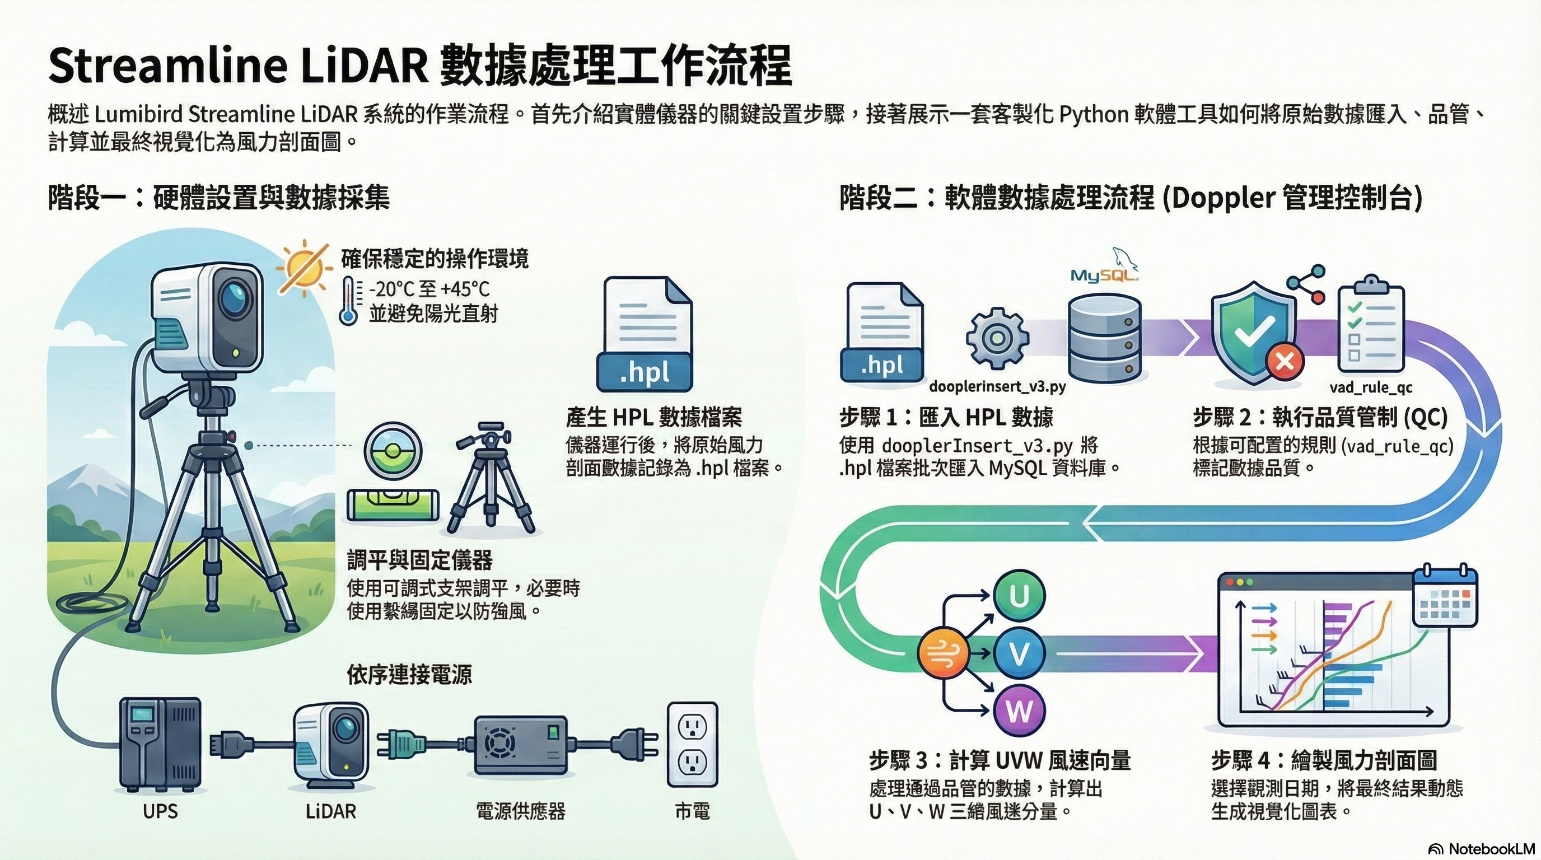 Streamline LiDAR 數據處理工作流程
概述 Lumibird Streamline LiDAR 系統的作業流程。首先介紹實體儀器的關鍵設置步驟，接著展示一套客製化 Python 軟體工具如何將原始數據匯入、品管、
計算並最終視覺化為風力剖面圖。
階段一：硬體設置與數據採集
確保穩定的操作環境
-20°C 至 +45°C
並避免陽光直射
.hpl
產生 HPL 數據檔案
儀器運行後，將原始風力
剖面數據記錄為 .hpl 檔案。
調平與固定儀器
使用可調式支架調平，必要時
使用繫繩固定以防強風。
依序連接電源
UPS
LiDAR
電源供應器
市電
階段二：軟體數據處理流程 (Doppler 管理控制台)
MySQL
.hpl
dooplerinsert_v3.py
vad_rule_qc
步驟 1：匯入 HPL 數據
使用 dooplerInsert_v3.py 將
.hpl 檔案批次匯入 MySQL 資料庫。
步驟 2：執行品質管制 (QC)
根據可配置的規則 (vad_rule_qc)
標記數據品質。
U
V
W
步驟 3：計算 UVW 風速向量
處理通過品管的數據，計算出
U、V、W 三維風速分量。
步驟 4：繪製風力剖面圖
選擇觀測日期，將最終結果動態
生成視覺化圖表。
NotebookLM